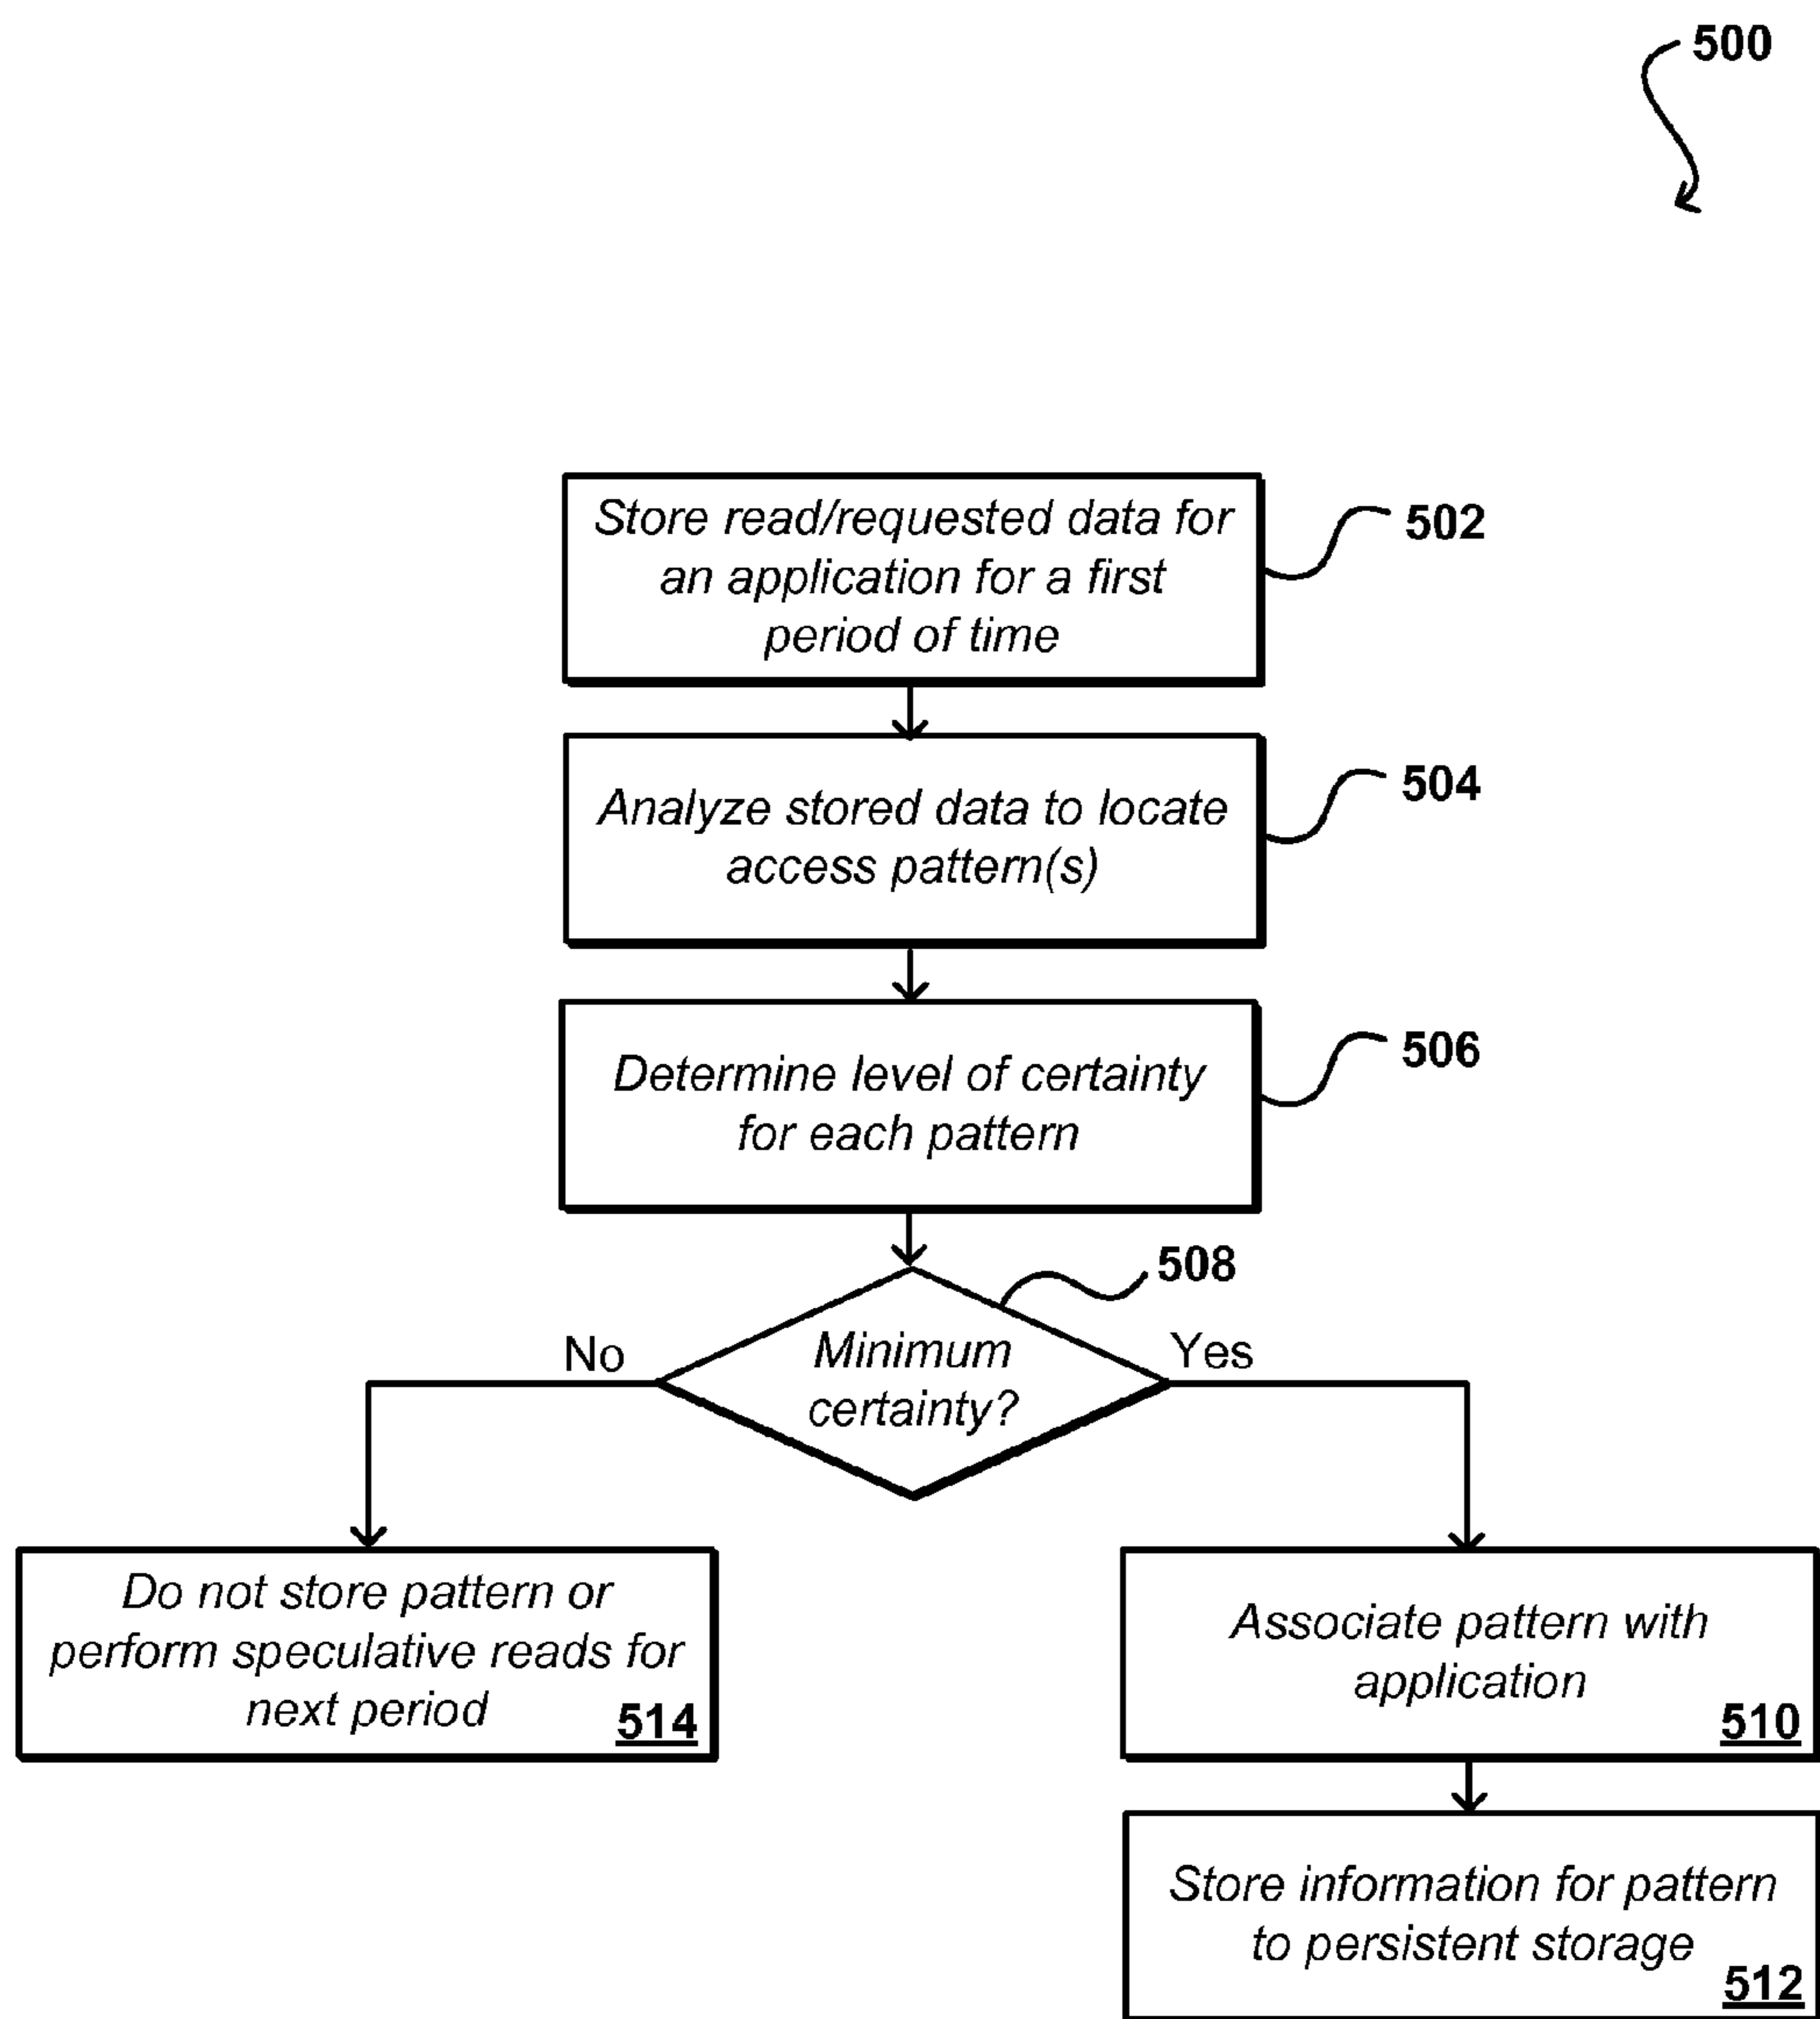 500
Store read/requested data for
an application for a first
period of time
502
Analyze stored data to locate
access pattern(s)
504
Determine level of certainty
for each pattern
506
508
Minimum
certainty?
No
Yes
Do not store pattern or
perform speculative reads for
next period
514
Associate pattern with
application
510
Store information for pattern
to persistent storage
512